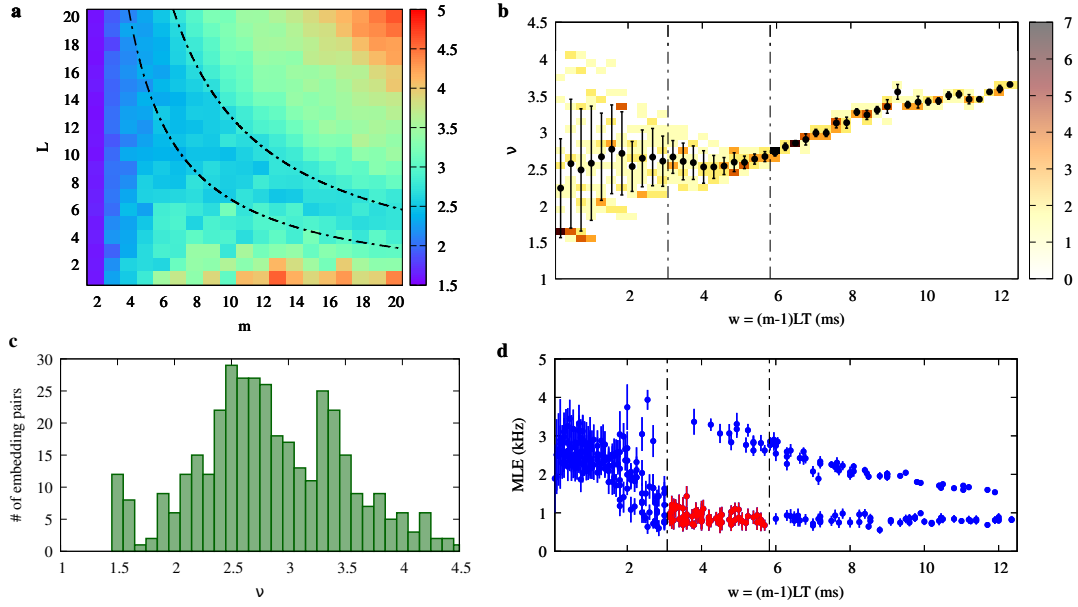 a
L
20
18
16
14
12
10
8
6
4
2
2 4 6 8 10 12 14 16 18 20
m
5
4.5
4
3.5
3
2.5
2
1.5
b
ν
4.5
4
3.5
3
2.5
2
1.5
1
2 4 6 8 10 12
w = (m-1)LT (ms)
7
6
5
4
3
2
1
0
c
# of embedding pairs
30
25
20
15
10
5
0
1 1.5 2 2.5 3 3.5 4 4.5
ν
d
MLE (kHz)
5
4
3
2
1
0
2 4 6 8 10 12
w = (m-1)LT (ms)